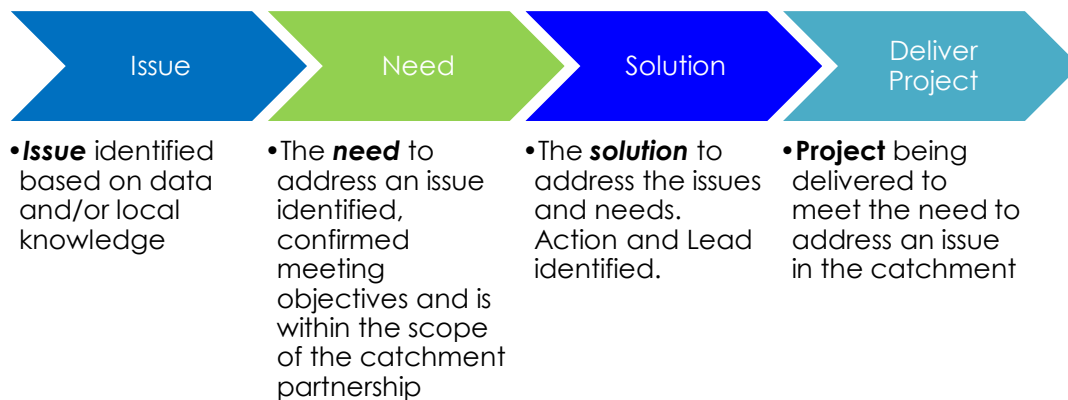 Issue
Need
Solution
Deliver
Project
•Issue identified
based on data
and/or local
knowledge
•The need to
address an issue
identified,
confirmed
meeting
objectives and is
within the scope
of the catchment
partnership
•The solution to
address the issues
and needs.
Action and Lead
identified.
•Project being
delivered to
meet the need to
address an issue
in the catchment